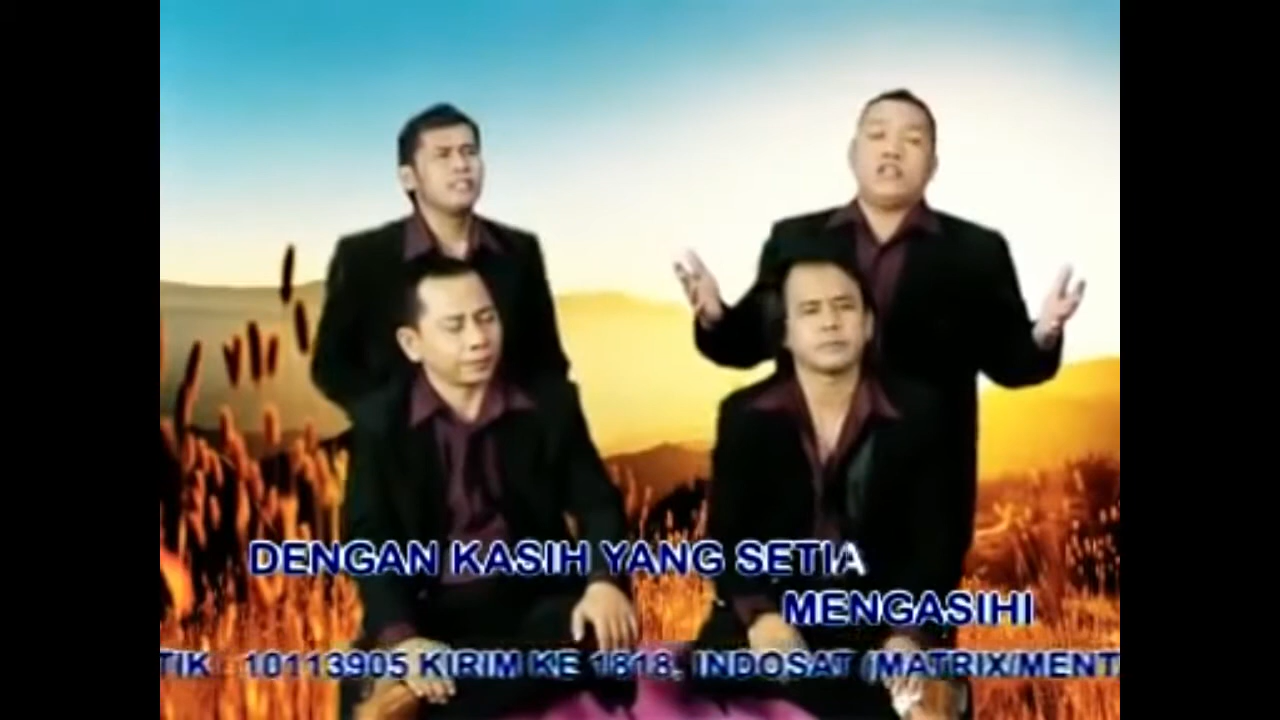 DENGAN KASIH YANG SETIA
MENGASIHI
TIK : 10113905 KIRIM KE 1818, INDOSAT (MATRIX/MENT